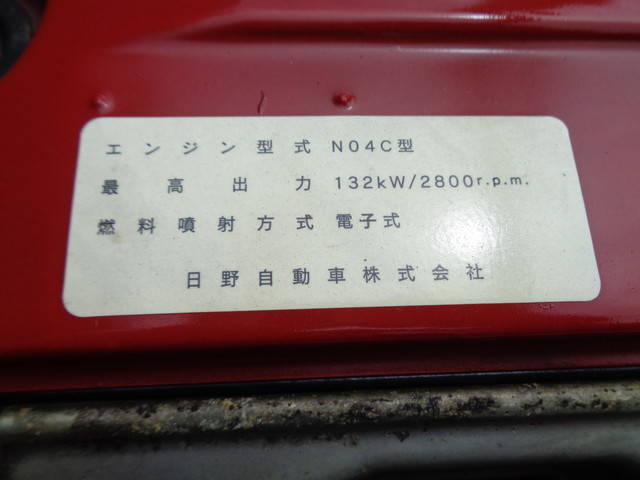 エンジン型式 N04C型
最高出力 132kW/2800r.p.m.
燃料噴射方式 電子式
日野自動車株式会社